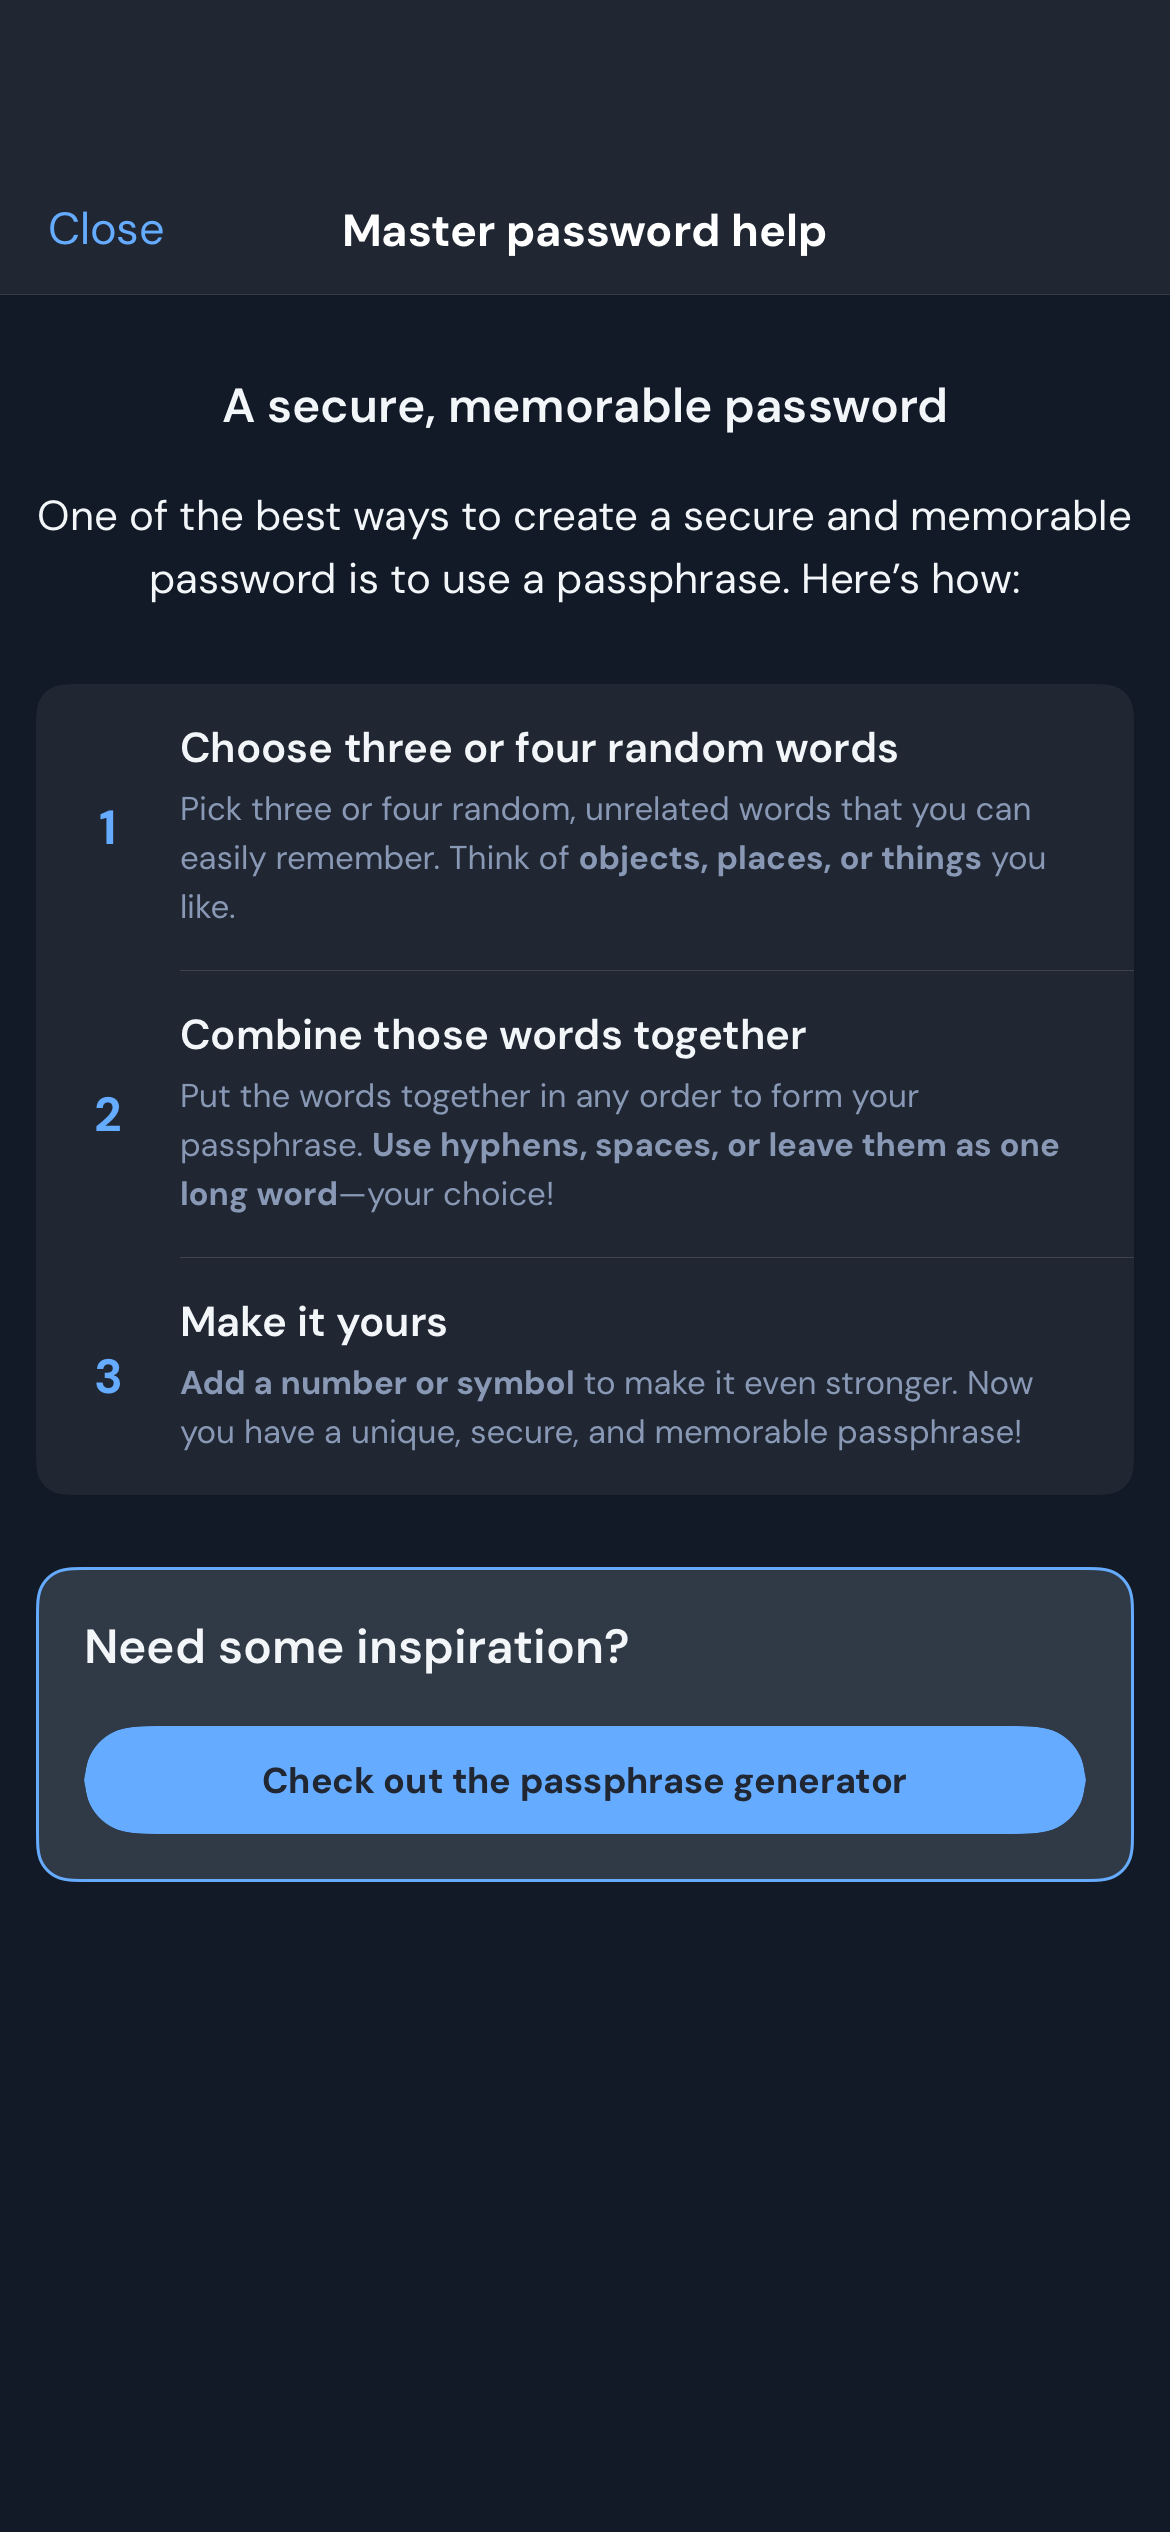 Close
Master password help
A secure, memorable password
One of the best ways to create a secure and memorable
password is to use a passphrase. Here’s how:
Choose three or four random words
1
Pick three or four random, unrelated words that you can
easily remember. Think of objects, places, or things you
like.
Combine those words together
2
Put the words together in any order to form your
passphrase. Use hyphens, spaces, or leave them as one
long word—your choice!
Make it yours
3
Add a number or symbol to make it even stronger. Now
you have a unique, secure, and memorable passphrase!
Need some inspiration?
Check out the passphrase generator